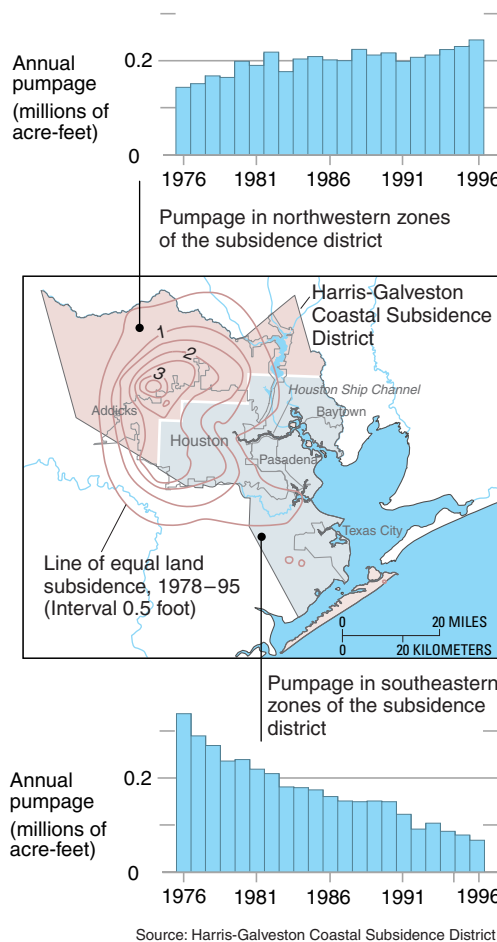 Annual
pumpage
(millions of
acre-feet)
0.2
0
1976 1981 1986 1991 1996
Pumpage in northwestern zones
of the subsidence district
Harris-Galveston
Coastal Subsidence
District
1
2
3
Houston Ship Channel
Addicks
Baytown
Houston
Pasadena
Texas City
Line of equal land
subsidence, 1978–95
(Interval 0.5 foot)
0 20 MILES
0 20 KILOMETERS
Pumpage in southeastern
zones of the subsidence
district
Annual
pumpage
(millions of
acre-feet)
0.2
0
1976 1981 1986 1991 1996
Source: Harris-Galveston Coastal Subsidence District